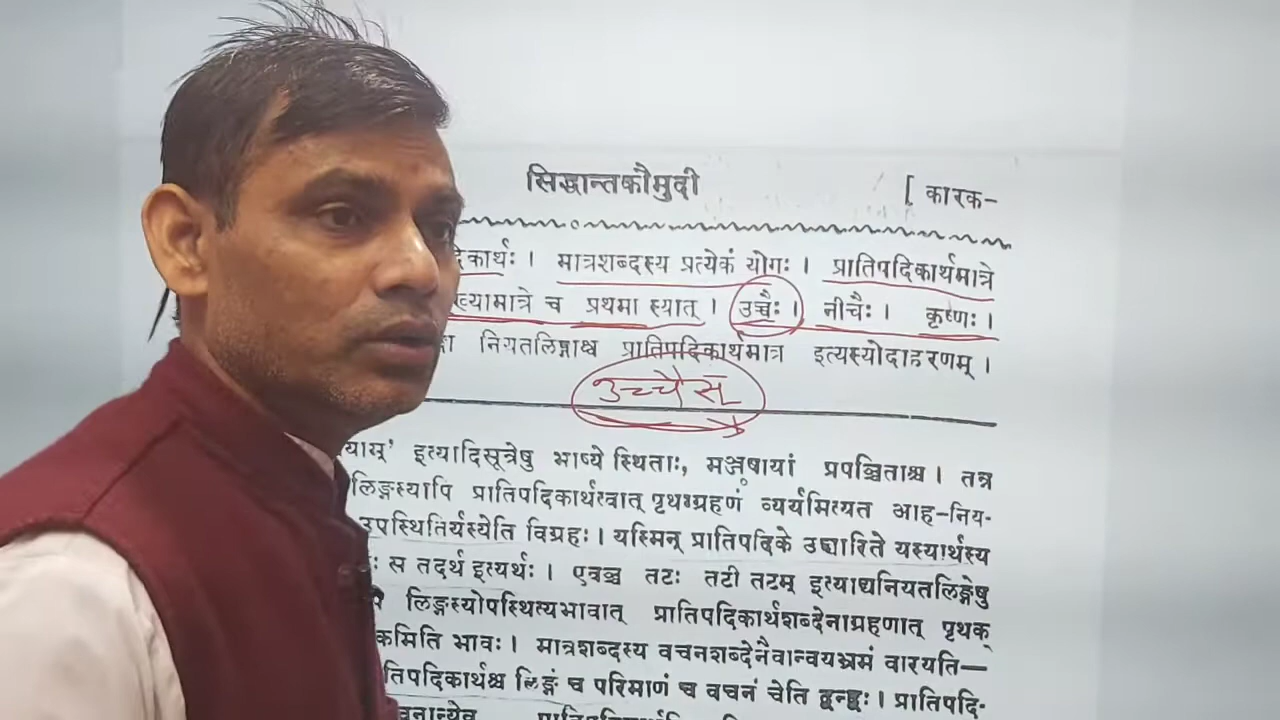 सिद्धान्तकौमुदी [ कारक-
दिकार्थः । मात्रशब्दस्य प्रत्येकं योगः । प्रातिपदिकार्थमात्रे
ख्यामात्रे च प्रथमा स्यात् । उच्चैः । नीचैः । कृष्णः ।
नियतलिङ्गाश्च प्रातिपदिकार्थमात्र इत्यस्योदाहरणम् ।
उच्चैस्
याम्' इत्यादिसूत्रेषु भाष्ये स्थिताः, मञ्जूषायां प्रपञ्चिताश्च । तत्र
लिङ्गस्यापि प्रातिपदिकार्थत्वात् पृथग्ग्रहणं व्यर्थमित्यत आह-निय-
उपस्थितिर्यस्येति विग्रहः । यस्मिन् प्रातिपदिके उच्चारिते यस्यार्थस्य
स तदर्थ इत्यर्थः । एवञ्च तटः तटी तटम् इत्याद्यनियतलिङ्गेषु
लिङ्गस्योपस्थित्यभावात् प्रातिपदिकार्थशब्देनाग्रहणात् पृथक्
कमिति भावः । मात्रशब्दस्य वचनशब्देनैवान्वयभ्रमं वारयति—
तिपदिकार्थश्च लिङ्गं च परिमाणं च वचनं चेति द्वन्द्वः । प्रातिपदि-